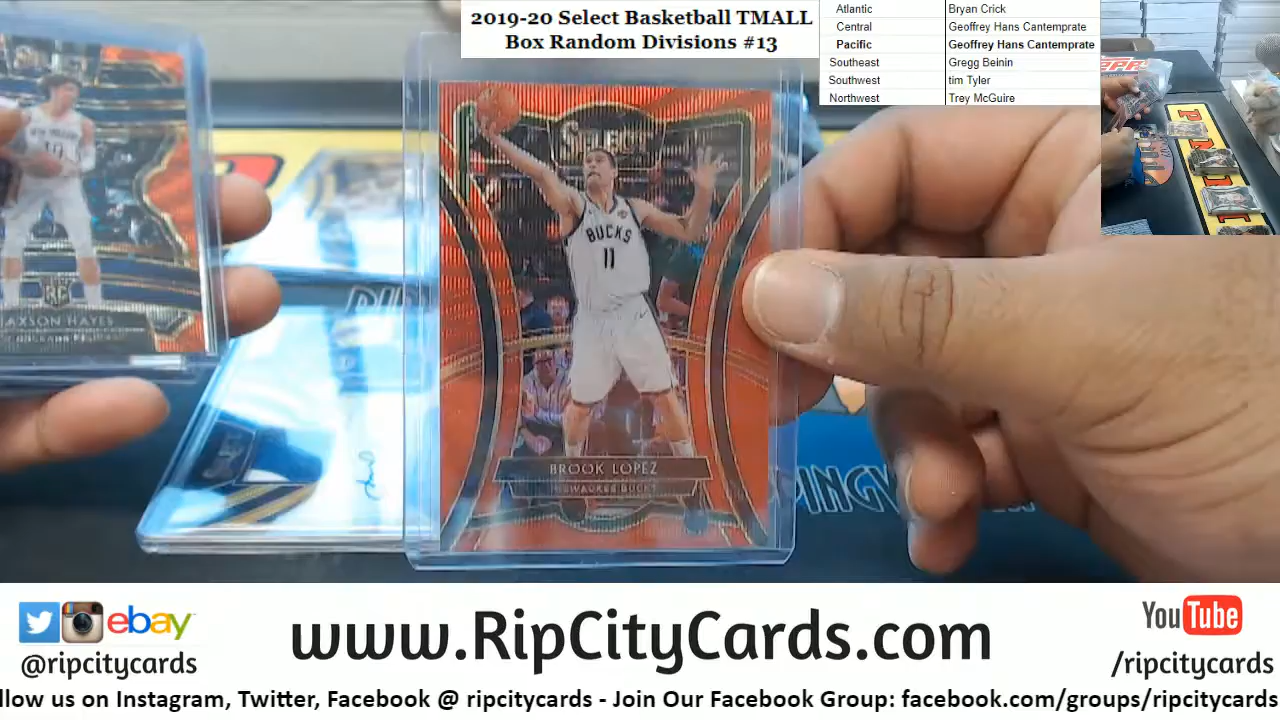 2019-20 Select Basketball TMALL
Box Random Divisions #13
Atlantic Bryan Crick
Central Geoffrey Hans Cantemprate
Pacific Geoffrey Hans Cantemprate
Southeast Gregg Beinin
Southwest tim Tyler
Northwest Trey McGuire
SELECT
BUCKS
11
BROOK LOPEZ
MILWAUKEE BUCKS
AXSON HAYES
RC
ebay
@ripcitycards
www.RipCityCards.com
YouTube
/ripcitycards
llow us on Instagram, Twitter, Facebook @ ripcitycards - Join Our Facebook Group: facebook.com/groups/ripcitycards